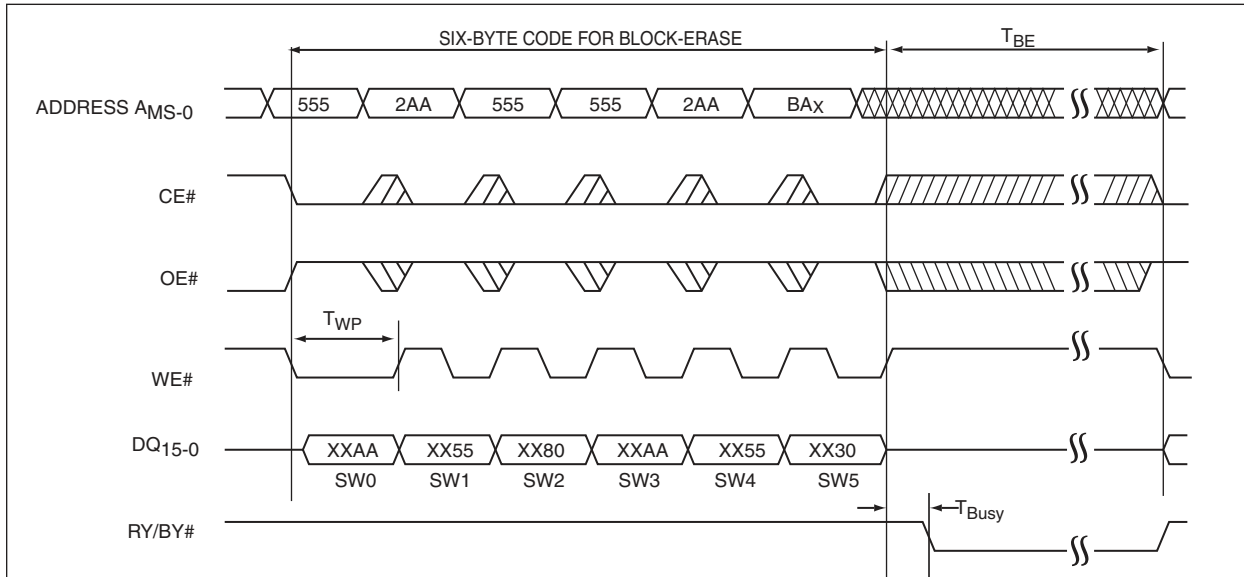 SIX-BYTE CODE FOR BLOCK-ERASE
TBE
ADDRESS AMS-0
555 2AA 555 555 2AA BAX
CE#
OE#
TWP
WE#
DQ15-0
XXAA XX55 XX80 XXAA XX55 XX30
SW0 SW1 SW2 SW3 SW4 SW5
TBusy
RY/BY#